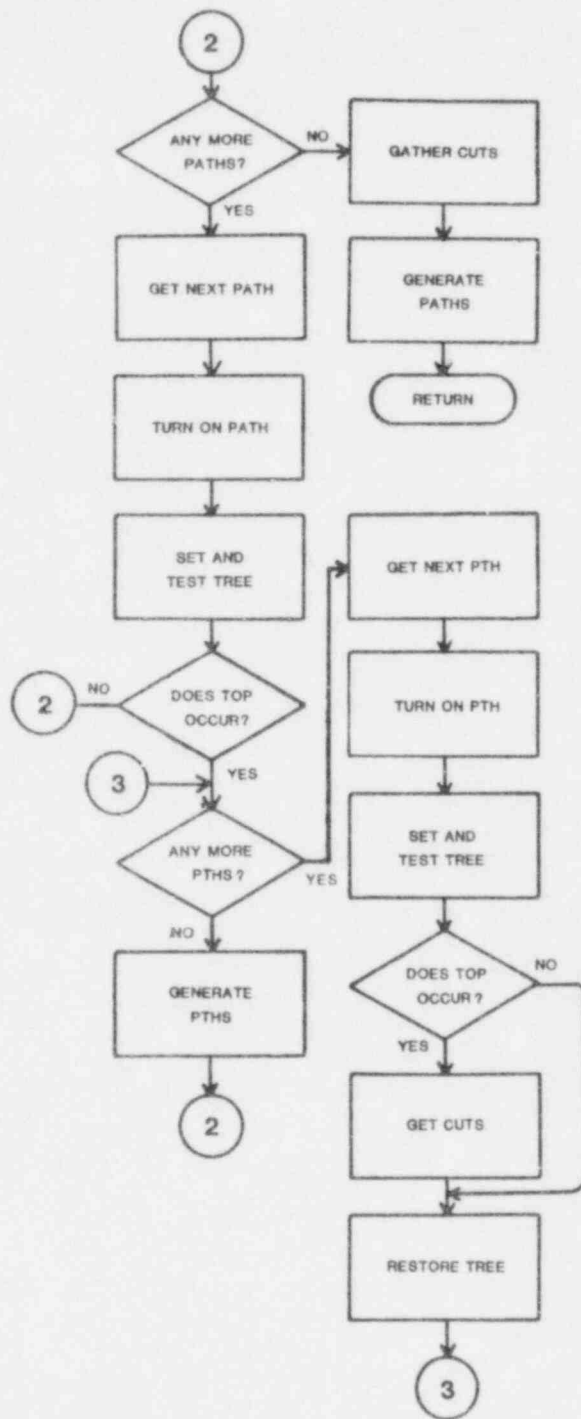 2
ANY MORE
PATHS?
NO
YES
GATHER CUTS
GENERATE
PATHS
RETURN
GET NEXT PATH
TURN ON PATH
SET AND
TEST TREE
DOES TOP
OCCUR?
NO
2
YES
3
ANY MORE
PTHS?
YES
NO
GENERATE
PTHS
2
GET NEXT PTH
TURN ON PTH
SET AND
TEST TREE
DOES TOP
OCCUR?
NO
YES
GET CUTS
RESTORE TREE
3